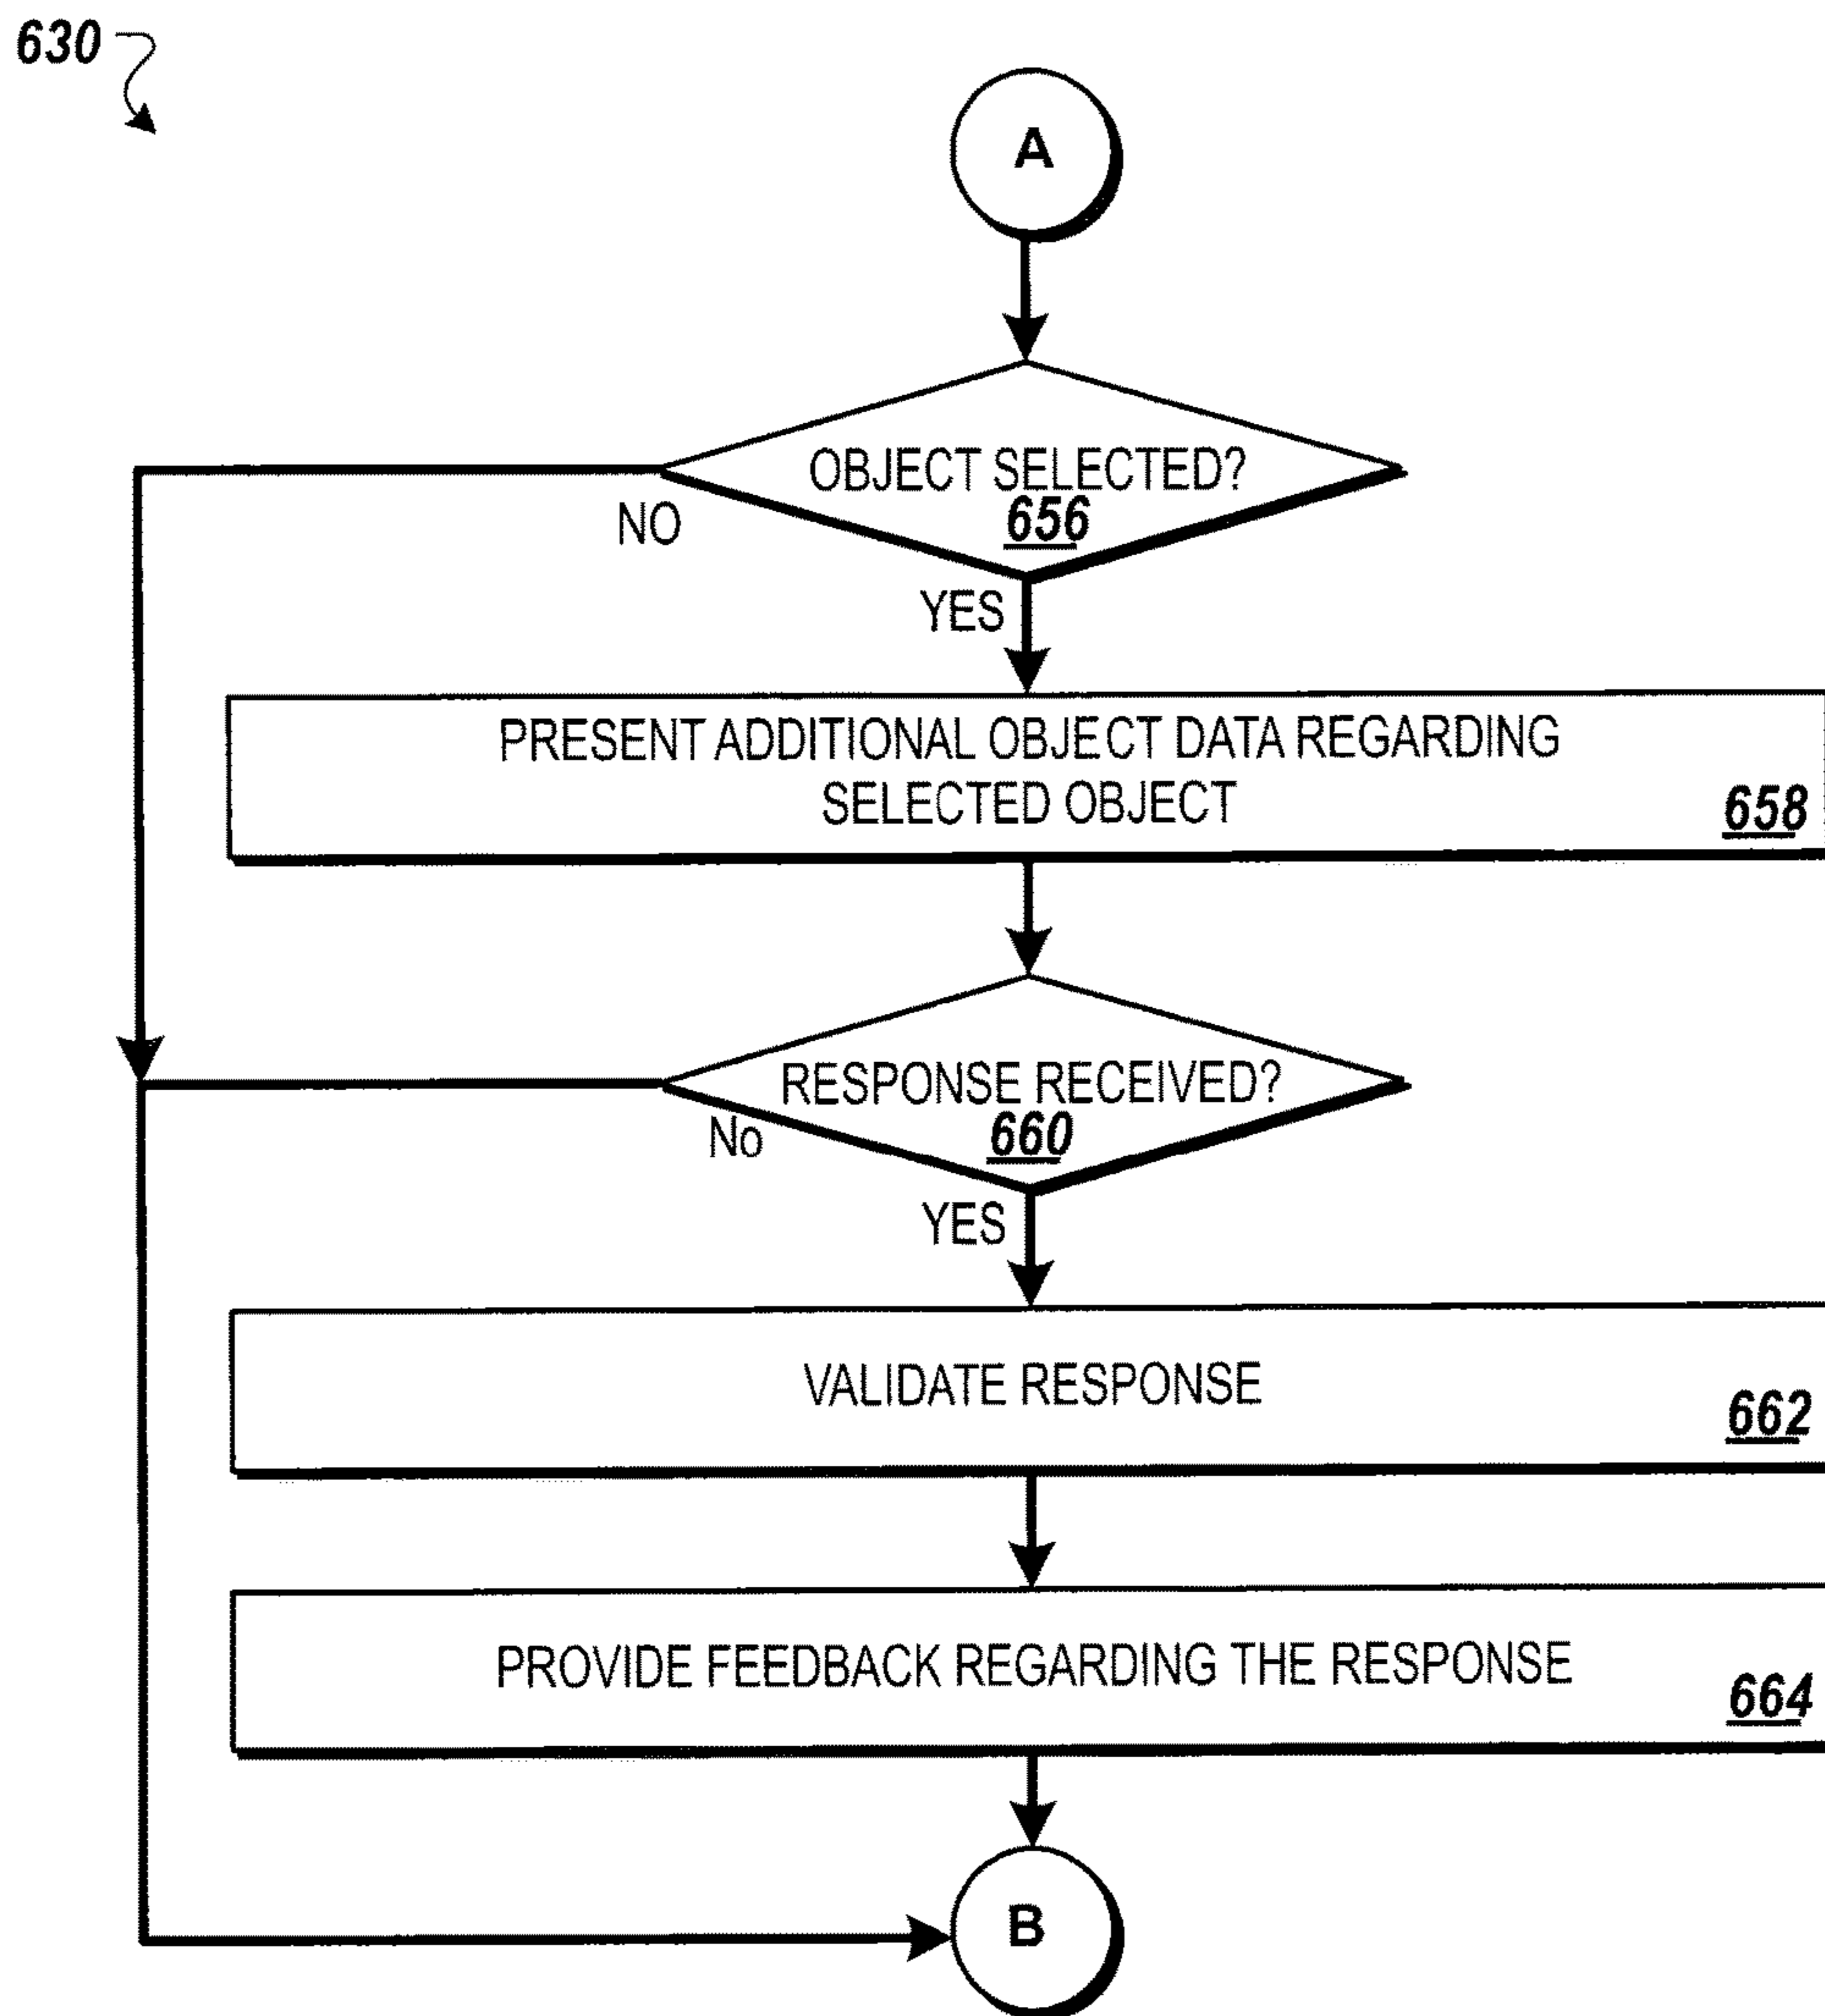 630
A
OBJECT SELECTED?
656
NO
YES
PRESENT ADDITIONAL OBJECT DATA REGARDING
SELECTED OBJECT
658
RESPONSE RECEIVED?
660
No
YES
VALIDATE RESPONSE
662
PROVIDE FEEDBACK REGARDING THE RESPONSE
664
B